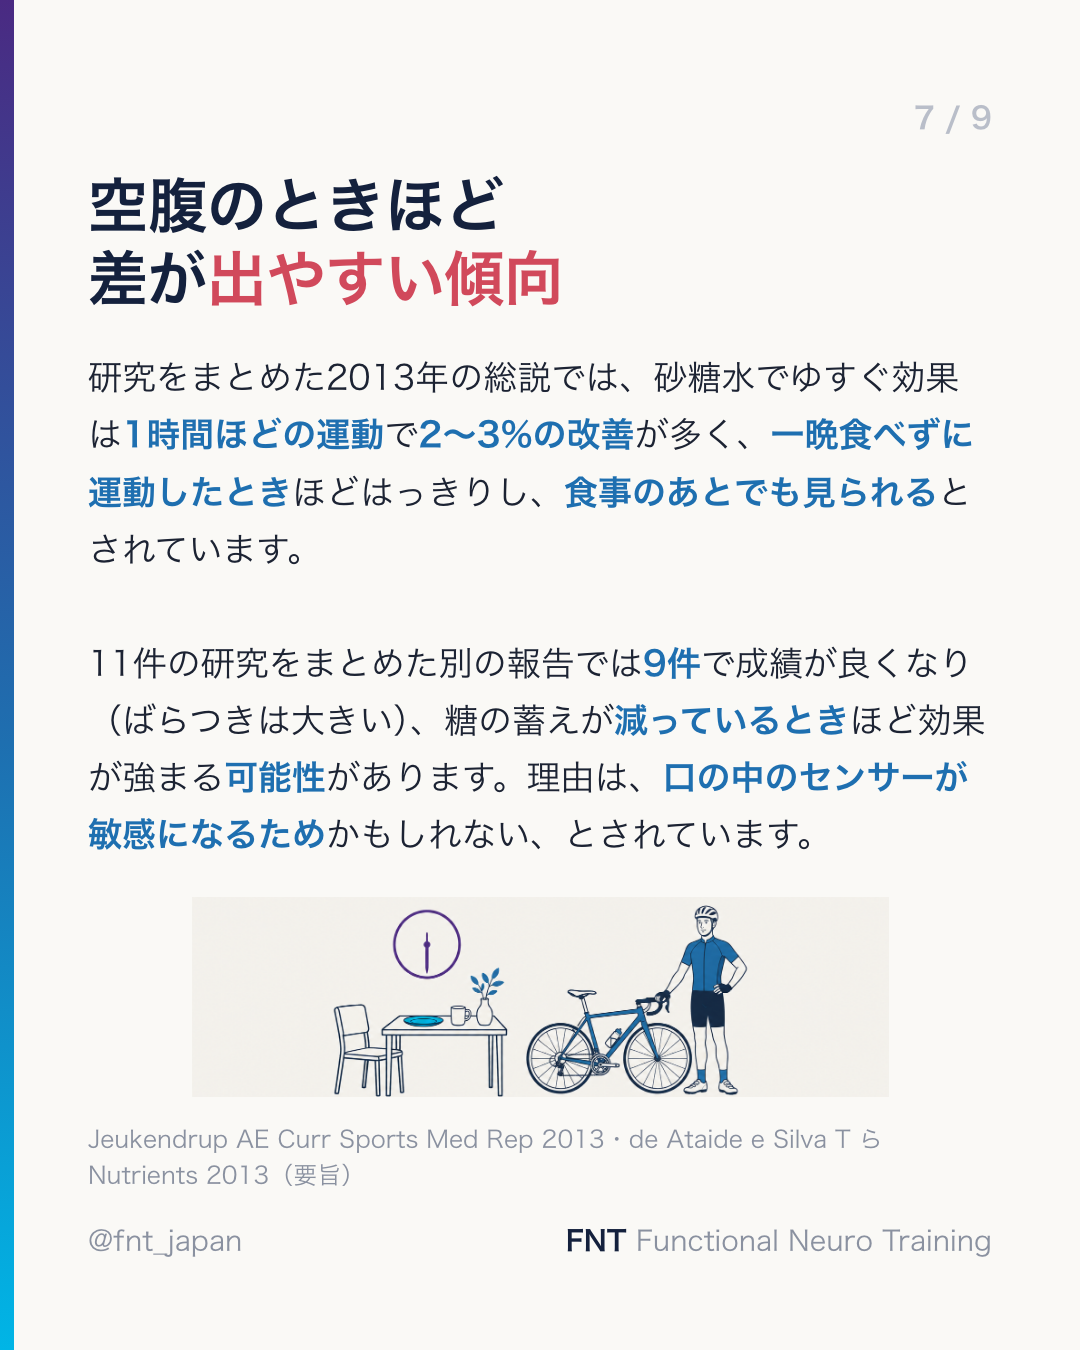 7 / 9
空腹のときほど
差が出やすい傾向
研究をまとめた2013年の総説では、砂糖水でゆすぐ効果
は1時間ほどの運動で2〜3%の改善が多く、一晩食べずに
運動したときほどはっきりし、食事のあとでも見られると
されています。
11件の研究をまとめた別の報告では9件で成績が良くなり
（ばらつきは大きい）、糖の蓄えが減っているときほど効果
が強まる可能性があります。理由は、口の中のセンサーが
敏感になるためかもしれない、とされています。
Jeukendrup AE Curr Sports Med Rep 2013・de Ataide e Silva T ら
Nutrients 2013（要旨）
@fnt_japan
FNT Functional Neuro Training